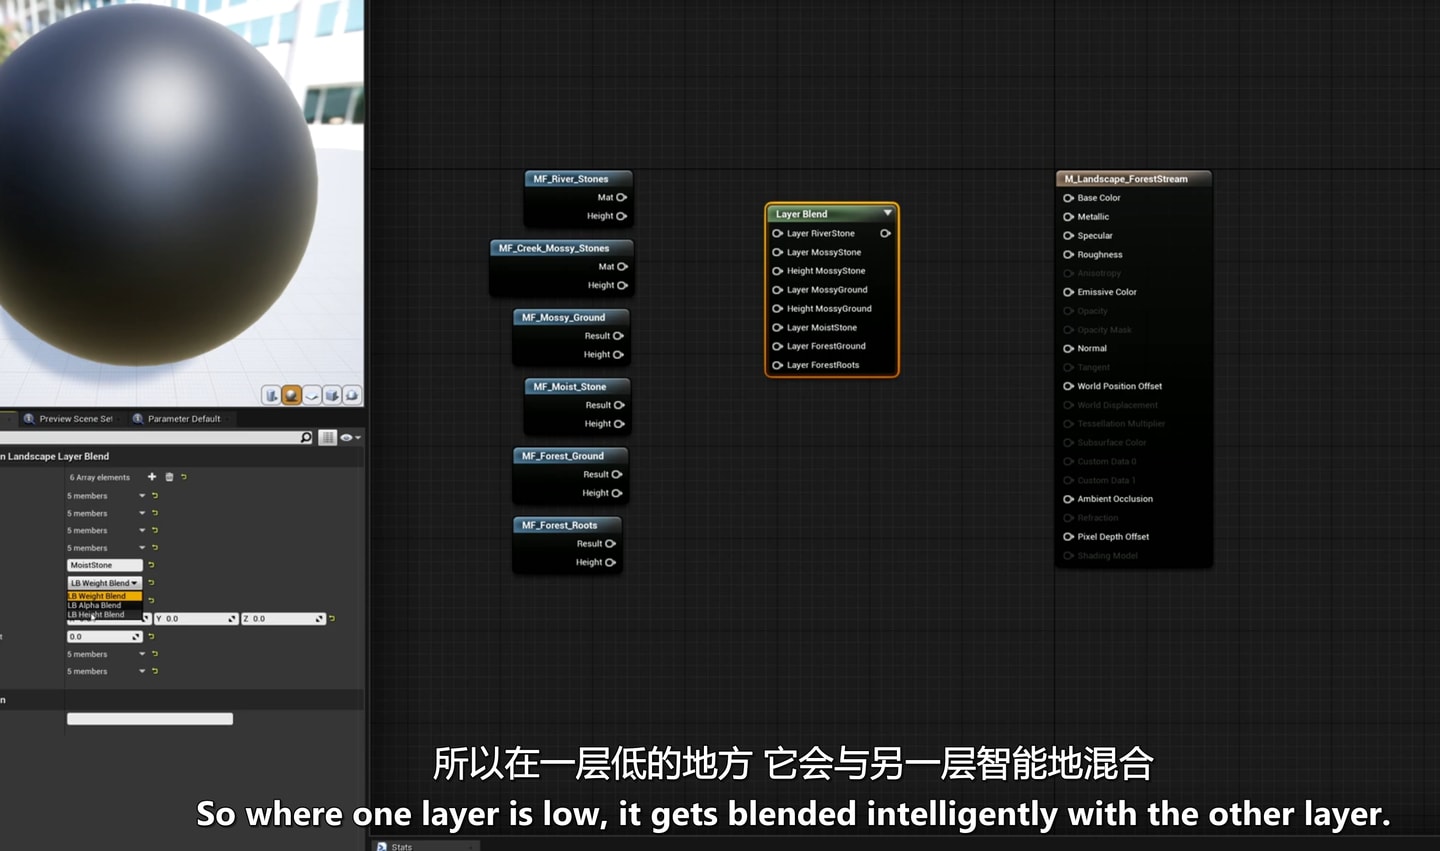 MF_River_Stones
Mat
Height
MF_Creek_Mossy_Stones
Mat
Height
MF_Mossy_Ground
Result
Height
MF_Moist_Stone
Result
Height
MF_Forest_Ground
Result
Height
MF_Forest_Roots
Result
Height
Layer Blend
Layer RiverStone
Layer MossyStone
Height MossyStone
Layer MossyGround
Height MossyGround
Layer MoistStone
Layer ForestGround
Layer ForestRoots
M_Landscape_ForestStream
Base Color
Metallic
Specular
Roughness
Anisotropy
Emissive Color
Opacity
Opacity Mask
Normal
Tangent
World Position Offset
World Displacement
Tessellation Multiplier
Subsurface Color
Custom Data 0
Custom Data 1
Ambient Occlusion
Refraction
Pixel Depth Offset
Shading Model
Preview Scene Set Parameter Default
n Landscape Layer Blend
6 Array elements
5 members
5 members
5 members
5 members
MoistStone
LB Weight Blend
LB Weight Blend
LB Alpha Blend
LB Height Blend
Y 0.0 Z 0.0
t 0.0
5 members
5 members
n
所以在一层低的地方 它会与另一层智能地混合
So where one layer is low, it gets blended intelligently with the other layer.
Stats